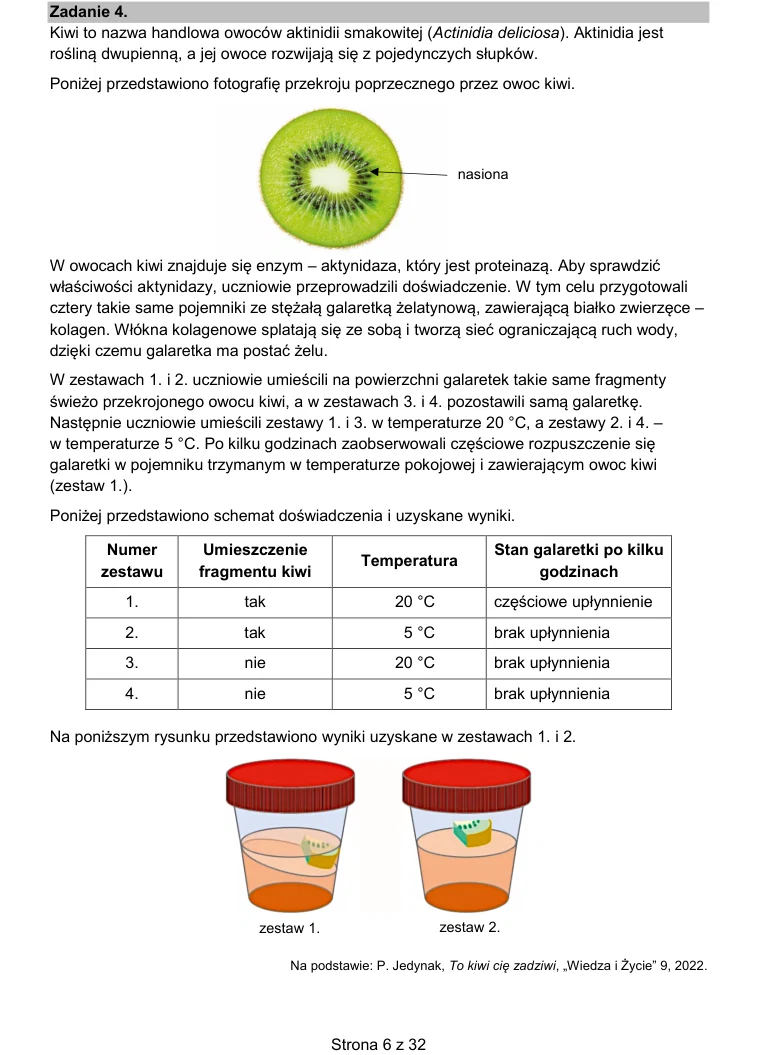 Zadanie 4.
Kiwi to nazwa handlowa owoców aktinidii smakowitej (Actinidia deliciosa). Aktinidia jest
rośliną dwupienną, a jej owoce rozwijają się z pojedynczych słupków.
Poniżej przedstawiono fotografię przekroju poprzecznego przez owoc kiwi.
nasiona
W owocach kiwi znajduje się enzym – aktynidaza, który jest proteinazą. Aby sprawdzić
właściwości aktynidazy, uczniowie przeprowadzili doświadczenie. W tym celu przygotowali
cztery takie same pojemniki ze stężałą galaretką żelatynową, zawierającą białko zwierzęce –
kolagen. Włókna kolagenowe splatają się ze sobą i tworzą sieć ograniczającą ruch wody,
dzięki czemu galaretka ma postać żelu.
W zestawach 1. i 2. uczniowie umieścili na powierzchni galaretek takie same fragmenty
świeżo przekrojonego owocu kiwi, a w zestawach 3. i 4. pozostawili samą galaretkę.
Następnie uczniowie umieścili zestawy 1. i 3. w temperaturze 20 °C, a zestawy 2. i 4. –
w temperaturze 5 °C. Po kilku godzinach zaobserwowali częściowe rozpuszczenie się
galaretki w pojemniku trzymanym w temperaturze pokojowej i zawierającym owoc kiwi
(zestaw 1.).
Poniżej przedstawiono schemat doświadczenia i uzyskane wyniki.
Numer zestawu Umieszczenie fragmentu kiwi Temperatura Stan galaretki po kilku godzinach
1. tak 20 °C częściowe upłynnienie
2. tak 5 °C brak upłynnienia
3. nie 20 °C brak upłynnienia
4. nie 5 °C brak upłynnienia
Na poniższym rysunku przedstawiono wyniki uzyskane w zestawach 1. i 2.
zestaw 1. zestaw 2.
Na podstawie: P. Jedynak, To kiwi cię zadziwi, „Wiedza i Życie” 9, 2022.
Strona 6 z 32